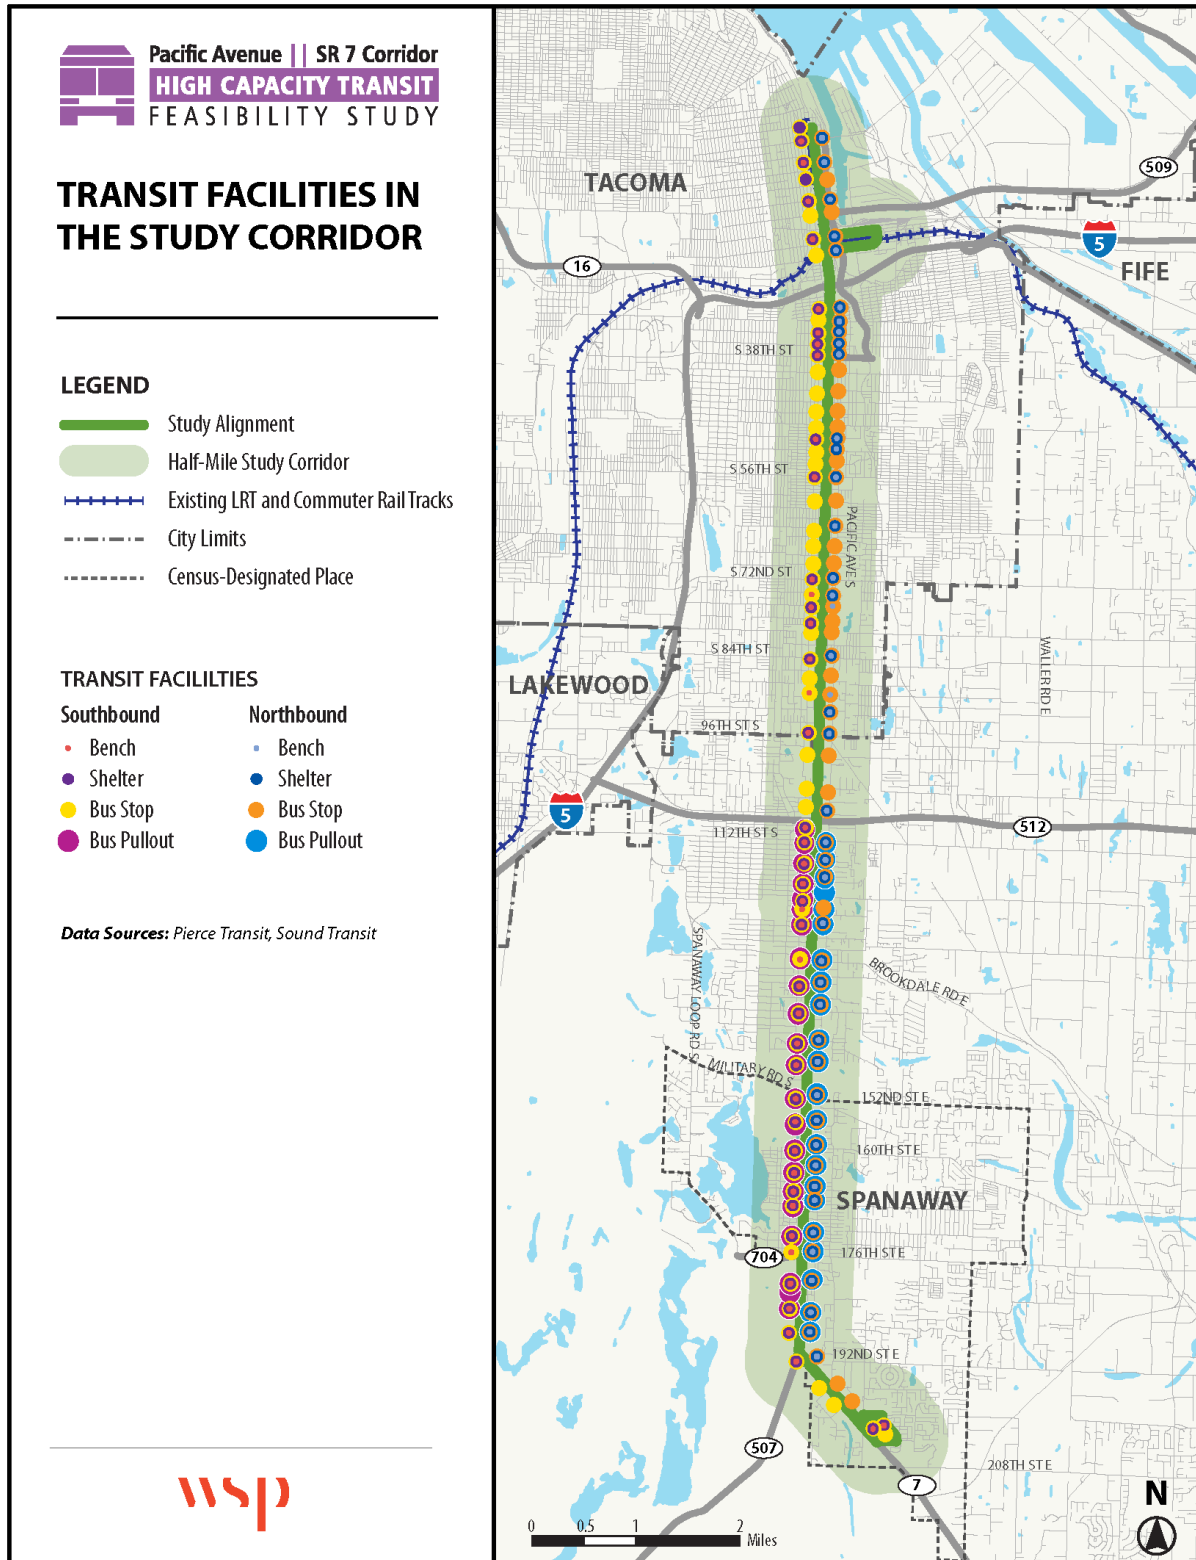 Pacific Avenue || SR 7 Corridor
HIGH CAPACITY TRANSIT
FEASIBILITY STUDY
TRANSIT FACILITIES IN
THE STUDY CORRIDOR
LEGEND
Study Alignment
Half-Mile Study Corridor
Existing LRT and Commuter Rail Tracks
City Limits
Census-Designated Place
TRANSIT FACILILTIES
Southbound
Northbound
Bench
Bench
Shelter
Shelter
Bus Stop
Bus Stop
Bus Pullout
Bus Pullout
Data Sources: Pierce Transit, Sound Transit
wsp
TACOMA
509
5
FIFE
16
S 38TH ST
S 56TH ST
PACIFIC AVE S
S 72ND ST
S 84TH ST
WALLER RD E
LAKEWOOD
96TH ST S
5
112TH ST S
512
SPANAWAY LOOP RD S
BROOKDALE RD E
MILITARY RD S
152ND ST E
160TH ST E
SPANAWAY
704
176TH ST E
192ND ST E
507
208TH ST E
7
N
0 0.5 1 2
Miles